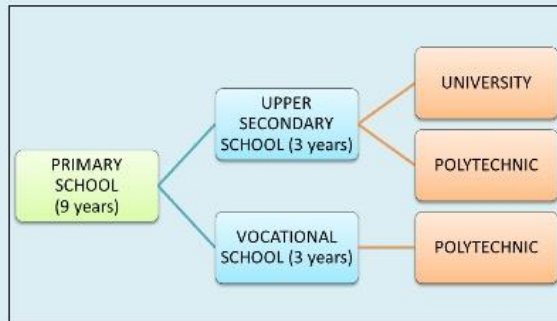 PRIMARY
SCHOOL
(9 years)
UPPER
SECONDARY
SCHOOL (3 years)
VOCATIONAL
SCHOOL (3 years)
UNIVERSITY
POLYTECHNIC
POLYTECHNIC